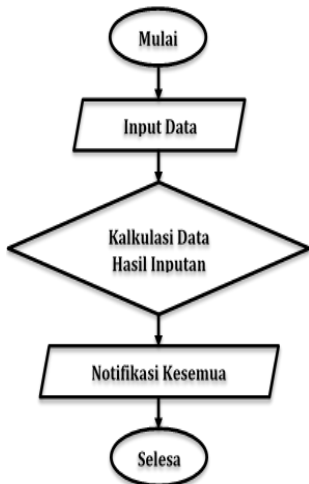 Mulai
Input Data
Kalkulasi Data
Hasil Inputan
Notifikasi Kesemua
Selesa